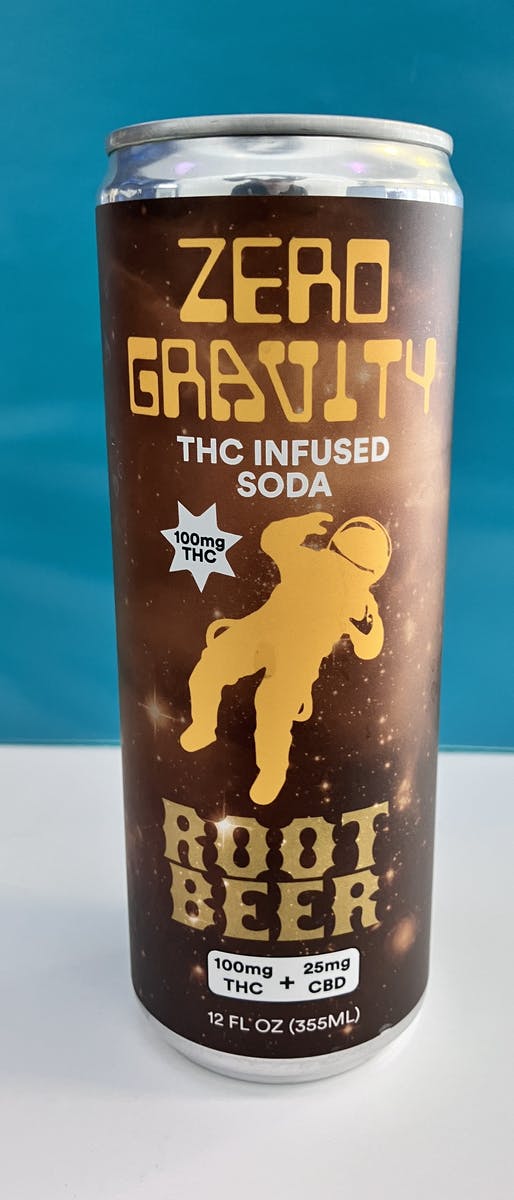 ZERO
GRAVITY
THC INFUSED
SODA
100mg
THC
ROOT
BEER
100mg THC + 25mg CBD
12 FL OZ (355ML)